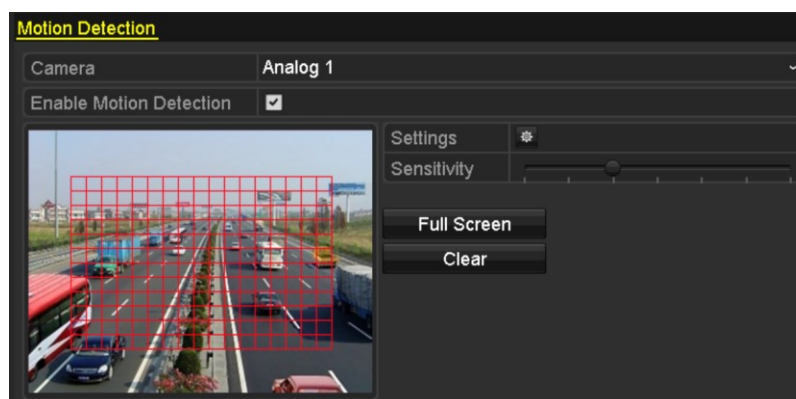 Motion Detection
Camera Analog 1
Enable Motion Detection
Settings
Sensitivity
Full Screen
Clear